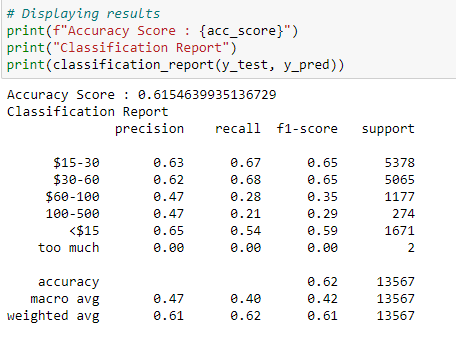 # Displaying results
print(f"Accuracy Score : {acc_score}")
print("Classification Report")
print(classification_report(y_test, y_pred))
Accuracy Score : 0.6154639935136729
Classification Report
precision recall f1-score support
$15-30 0.63 0.67 0.65 5378
$30-60 0.62 0.68 0.65 5065
$60-100 0.47 0.28 0.35 1177
100-500 0.47 0.21 0.29 274
<$15 0.65 0.54 0.59 1671
too much 0.00 0.00 0.00 2
accuracy 0.62 13567
macro avg 0.47 0.40 0.42 13567
weighted avg 0.61 0.62 0.61 13567